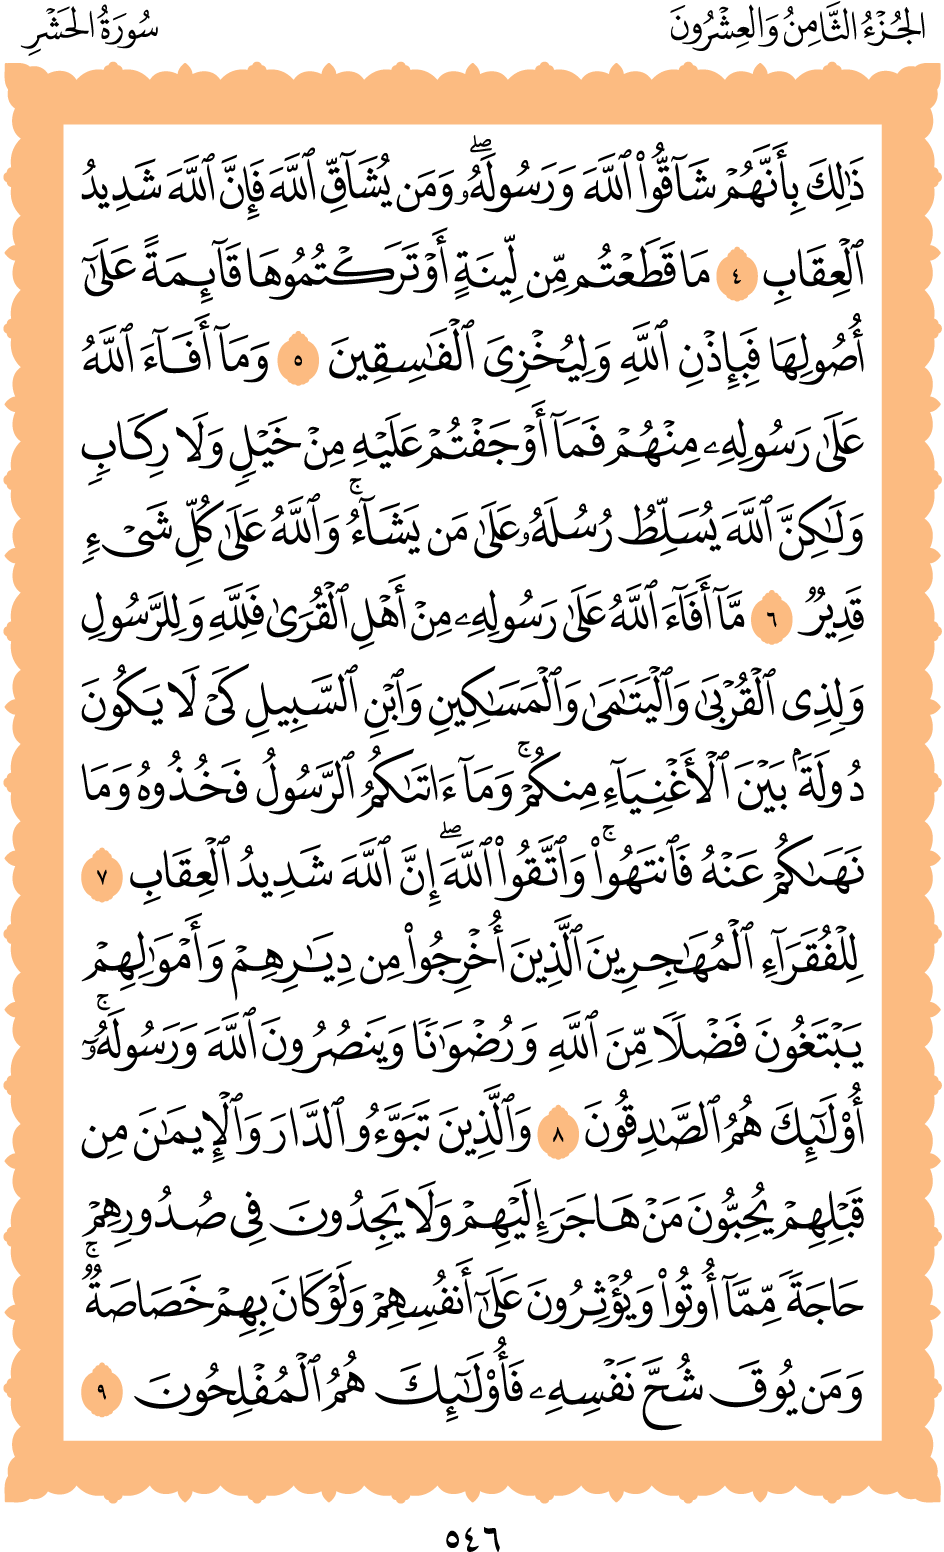 الجُزْءُ الثَّامِنُ وَالعِشْرُونَ
سُورَةُ الحَشْرِ
ذَٰلِكَ بِأَنَّهُمْ شَآقُّوا۟ ٱللَّهَ وَرَسُولَهُۥ ۖ وَمَن يُشَآقِّ ٱللَّهَ فَإِنَّ ٱللَّهَ شَدِيدُ
ٱلْعِقَابِ ٤ مَا قَطَعْتُم مِّن لِّينَةٍ أَوْ تَرَكْتُمُوهَا قَآئِمَةً عَلَىٰٓ
أُصُولِهَا فَبِإِذْنِ ٱللَّهِ وَلِيُخْزِىَ ٱلْفَـٰسِقِينَ ٥ وَمَآ أَفَآءَ ٱللَّهُ
عَلَىٰ رَسُولِهِۦ مِنْهُمْ فَمَآ أَوْجَفْتُمْ عَلَيْهِ مِنْ خَيْلٍ وَلَا رِكَابٍ
وَلَـٰكِنَّ ٱللَّهَ يُسَلِّطُ رُسُلَهُۥ عَلَىٰ مَن يَشَآءُ ۚ وَٱللَّهُ عَلَىٰ كُلِّ شَىْءٍ
قَدِيرٌ ٦ مَّآ أَفَآءَ ٱللَّهُ عَلَىٰ رَسُولِهِۦ مِنْ أَهْلِ ٱلْقُرَىٰ فَلِلَّهِ وَلِلرَّسُولِ
وَلِذِى ٱلْقُرْبَىٰ وَٱلْيَتَـٰمَىٰ وَٱلْمَسَـٰكِينِ وَٱبْنِ ٱلسَّبِيلِ كَىْ لَا يَكُونَ
دُولَةًۢ بَيْنَ ٱلْأَغْنِيَآءِ مِنكُمْ ۚ وَمَآ ءَاتَىٰكُمُ ٱلرَّسُولُ فَخُذُوهُ وَمَا
نَهَىٰكُمْ عَنْهُ فَٱنتَهُوا۟ ۚ وَٱتَّقُوا۟ ٱللَّهَ ۖ إِنَّ ٱللَّهَ شَدِيدُ ٱلْعِقَابِ ٧
لِلْفُقَرَآءِ ٱلْمُهَـٰجِرِينَ ٱلَّذِينَ أُخْرِجُوا۟ مِن دِيَـٰرِهِمْ وَأَمْوَٰلِهِمْ
يَبْتَغُونَ فَضْلًا مِّنَ ٱللَّهِ وَرِضْوَٰنًا وَيَنصُرُونَ ٱللَّهَ وَرَسُولَهُۥٓ ۚ
أُو۟لَـٰٓئِكَ هُمُ ٱلصَّـٰدِقُونَ ٨ وَٱلَّذِينَ تَبَوَّءُو ٱلدَّارَ وَٱلْإِيمَـٰنَ مِن
قَبْلِهِمْ يُحِبُّونَ مَنْ هَاجَرَ إِلَيْهِمْ وَلَا يَجِدُونَ فِى صُدُورِهِمْ
حَاجَةً مِّمَّآ أُوتُوا۟ وَيُؤْثِرُونَ عَلَىٰٓ أَنفُسِهِمْ وَلَوْ كَانَ بِهِمْ خَصَاصَةٌ ۚ
وَمَن يُوقَ شُحَّ نَفْسِهِۦ فَأُو۟لَـٰٓئِكَ هُمُ ٱلْمُفْلِحُونَ ٩
٥٤٦